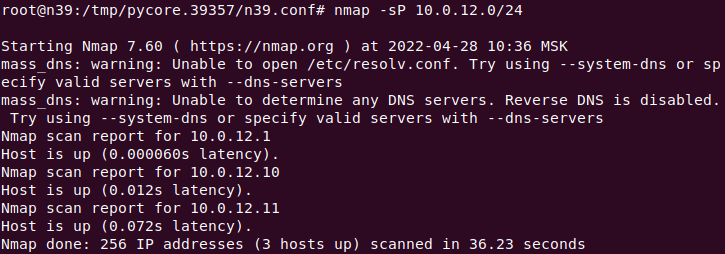 root@n39:/tmp/pycore.39357/n39.conf# nmap -sP 10.0.12.0/24

Starting Nmap 7.60 ( https://nmap.org ) at 2022-04-28 10:36 MSK
mass_dns: warning: Unable to open /etc/resolv.conf. Try using --system-dns or sp
ecify valid servers with --dns-servers
mass_dns: warning: Unable to determine any DNS servers. Reverse DNS is disabled.
 Try using --system-dns or specify valid servers with --dns-servers
Nmap scan report for 10.0.12.1
Host is up (0.000060s latency).
Nmap scan report for 10.0.12.10
Host is up (0.012s latency).
Nmap scan report for 10.0.12.11
Host is up (0.072s latency).
Nmap done: 256 IP addresses (3 hosts up) scanned in 36.23 seconds